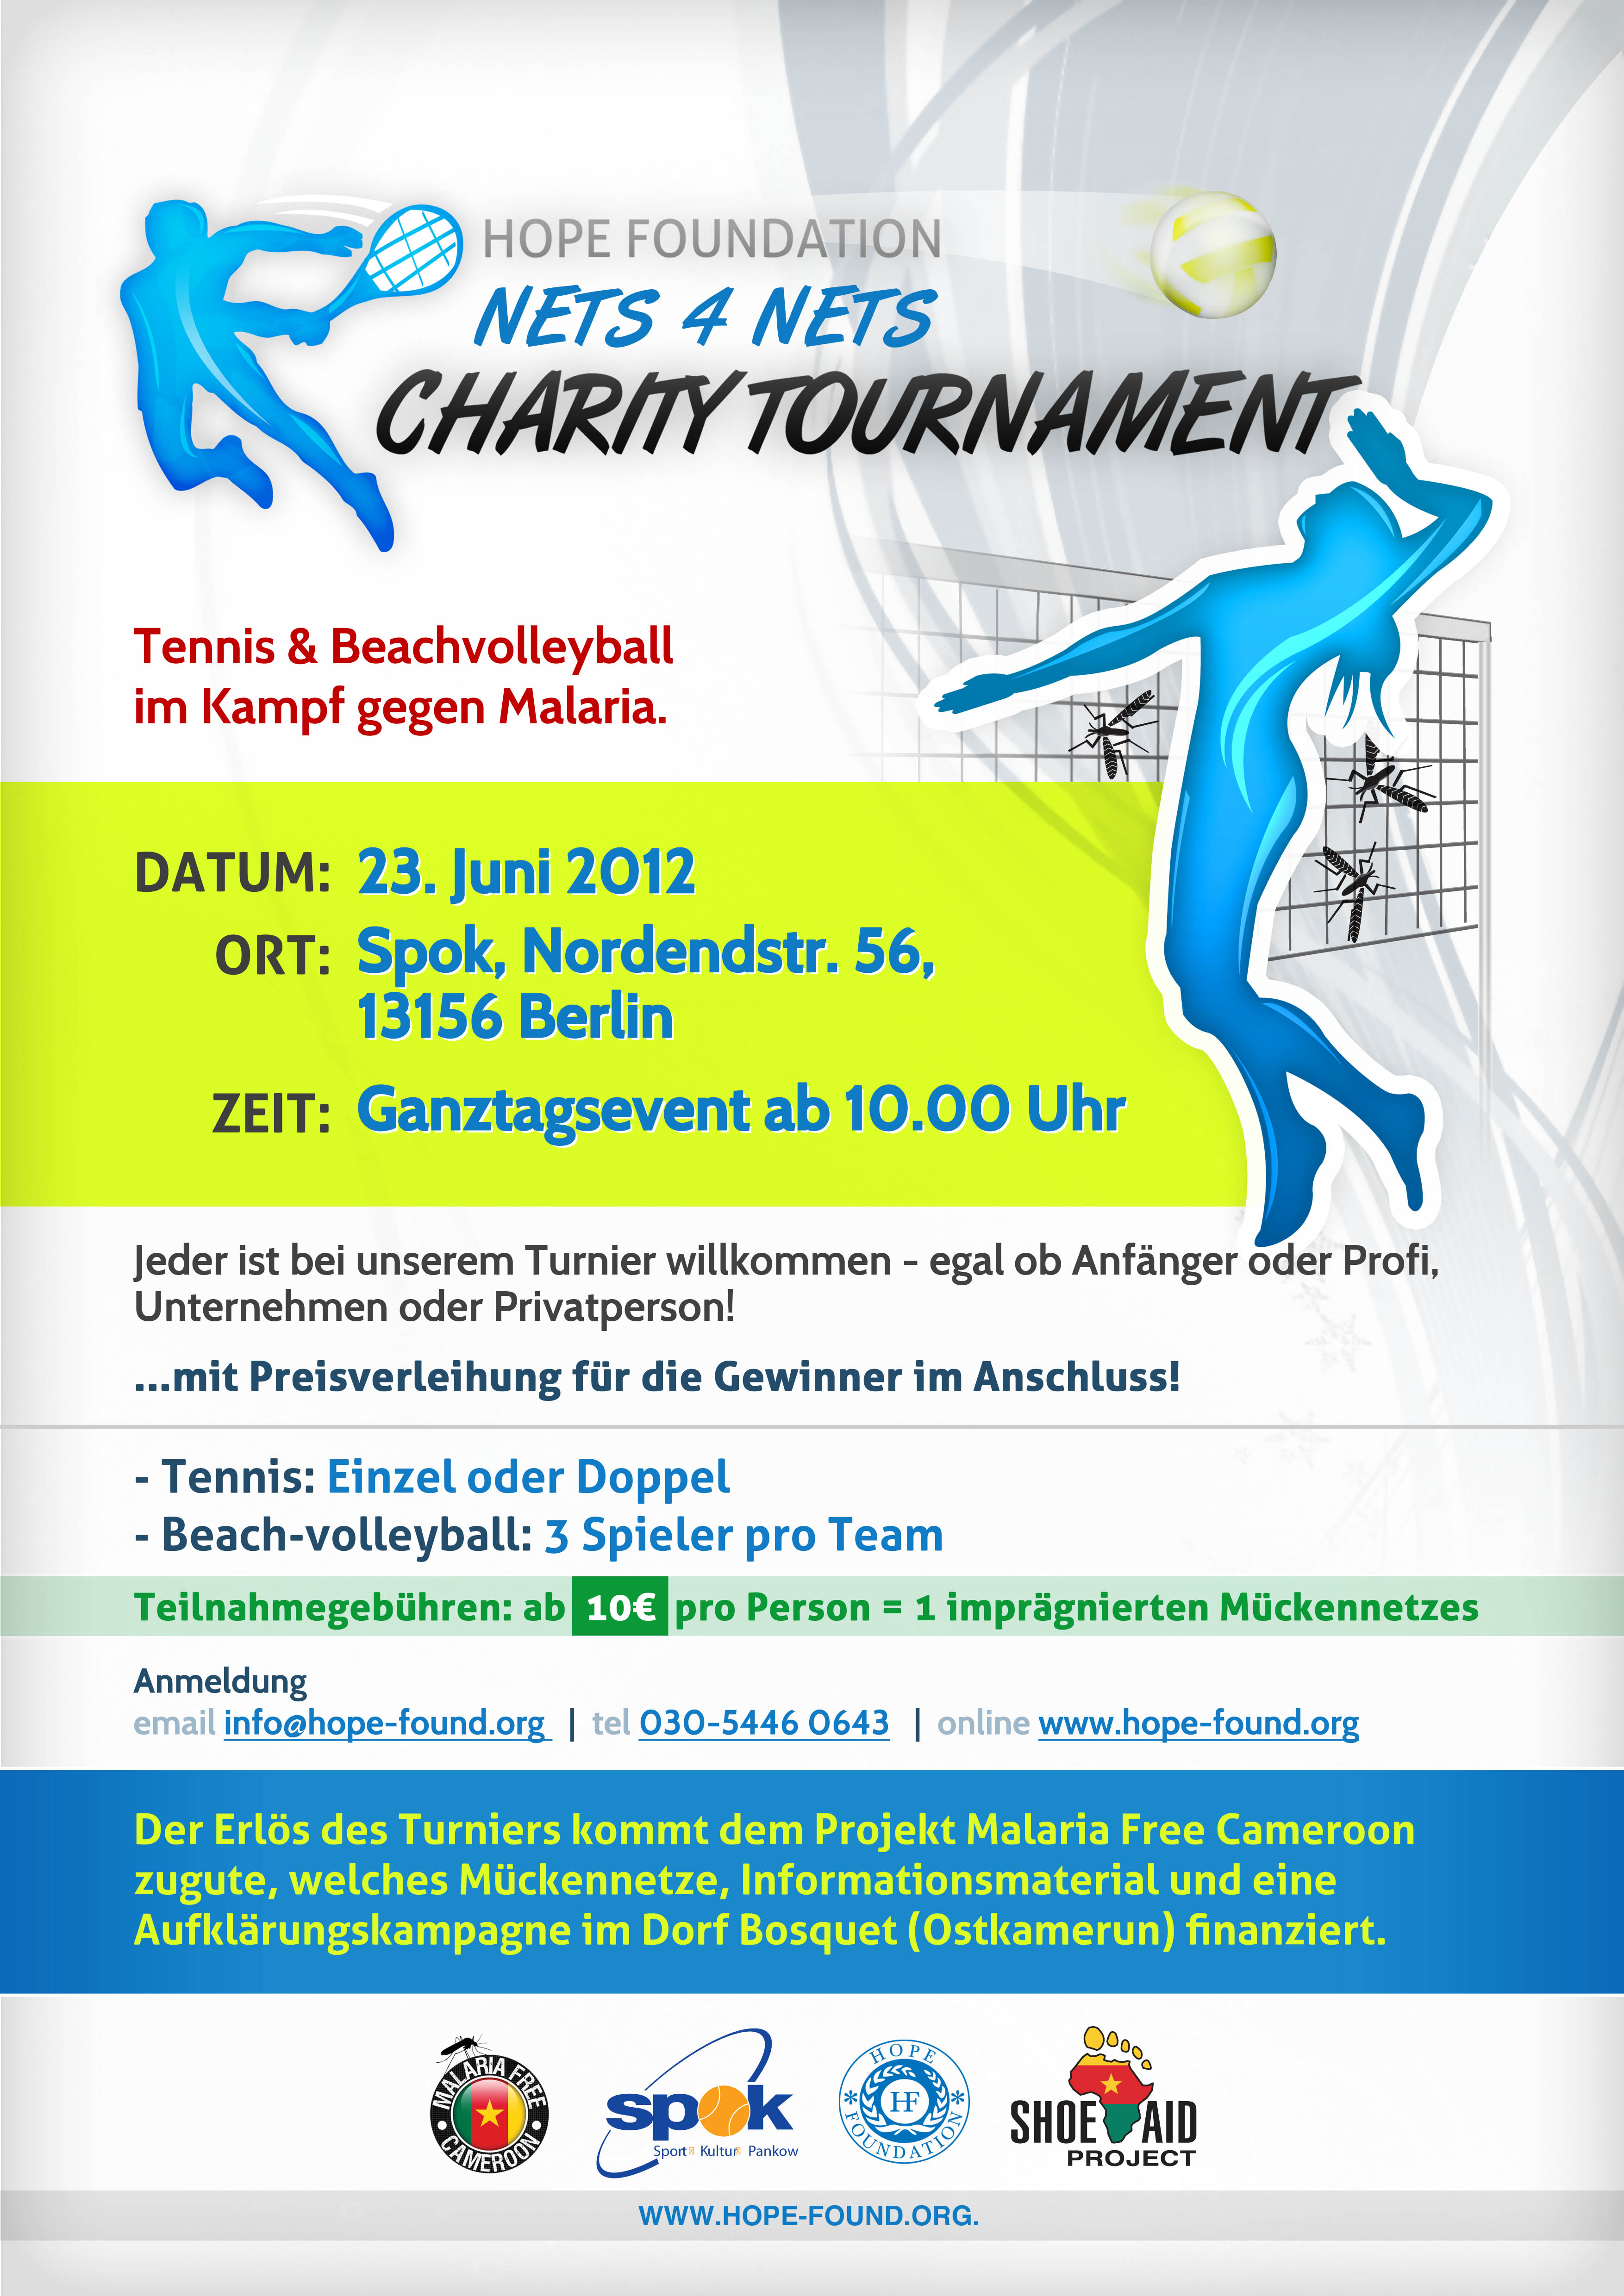 HOPE FOUNDATION
NETS 4 NETS
CHARITY TOURNAMENT
Tennis & Beachvolleyball
im Kampf gegen Malaria.
DATUM: 23. Juni 2012
ORT: Spok, Nordendstr. 56,
13156 Berlin
ZEIT: Ganztagsevent ab 10.00 Uhr
Jeder ist bei unserem Turnier willkommen - egal ob Anfänger oder Profi,
Unternehmen oder Privatperson!
...mit Preisverleihung für die Gewinner im Anschluss!
- Tennis: Einzel oder Doppel
- Beach-volleyball: 3 Spieler pro Team
Teilnahmegebühren: ab 10€ pro Person = 1 imprägnierten Mückennetzes
Anmeldung
email info@hope-found.org | tel 030-5446 0643 | online www.hope-found.org
Der Erlös des Turniers kommt dem Projekt Malaria Free Cameroon
zugute, welches Mückennetze, Informationsmaterial und eine
Aufklärungskampagne im Dorf Bosquet (Ostkamerun) finanziert.
MALARIA FREE
CAMEROON
spok
Sport Kultur Pankow
HOPE
HF
FOUNDATION
SHOE AID
PROJECT
WWW.HOPE-FOUND.ORG.